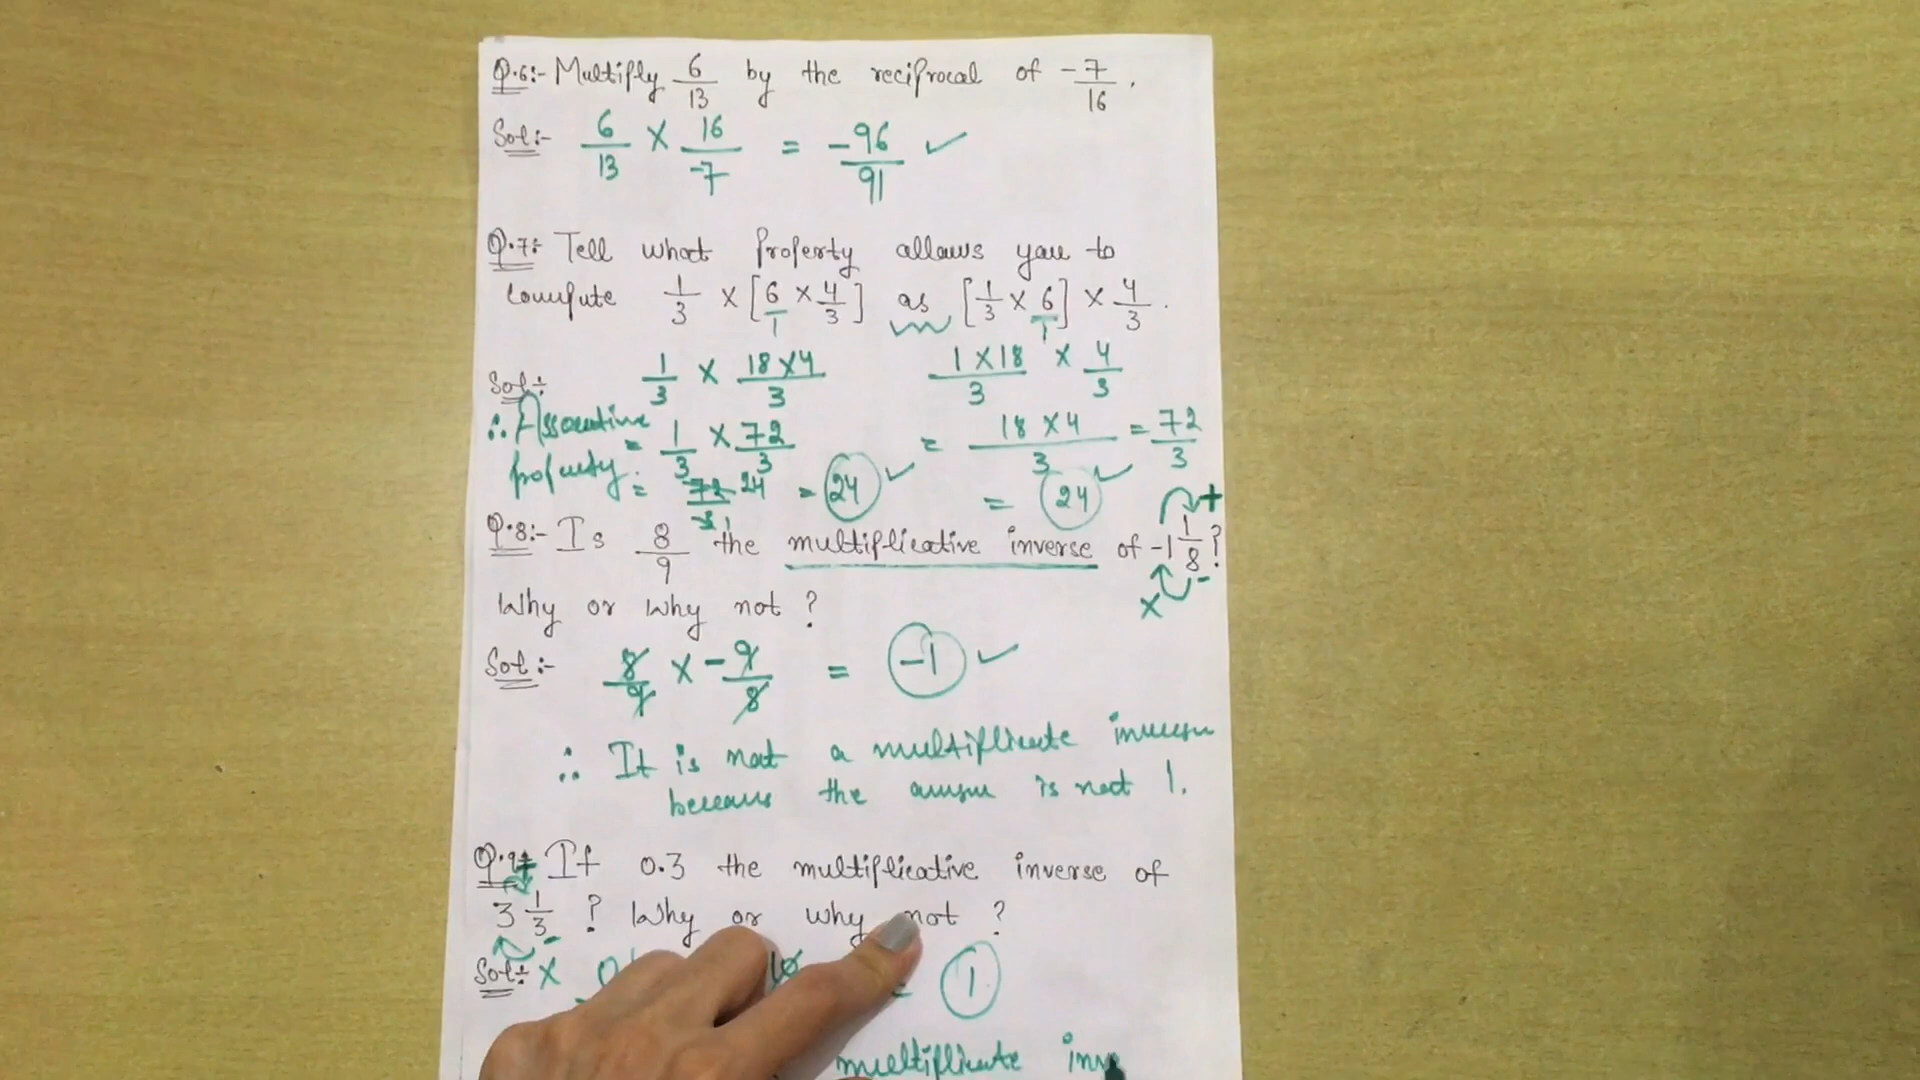 Q.6:- Multiply 6/13 by the reciprocal of -7/16.
Sol:- 6/13 × 16/-7 = -96/91 ✓
Q.7:- Tell what property allows you to
compute 1/3 × [6 × 4/3] as [1/3 × 6] × 4/3.
Sol:- 1/3 × 18×4/3 1×18/3 × 4/3
∴ Associative = 1/3 × 72/3 = 18×4/3 = 72/3
property. = 72/3 24 = 24 ✓ = 24 ✓
Q.8:- Is 8/9 the multiplicative inverse of -1 1/8?
Why or why not?
Sol:- 8/9 × -9/8 = -1 ✓
∴ It is not a multiplicate inverse
because the answer is not 1.
Q.9:- If 0.3 the multiplicative inverse of
3 1/3? Why or why not?
Sol:- = 1
multiplicate inve